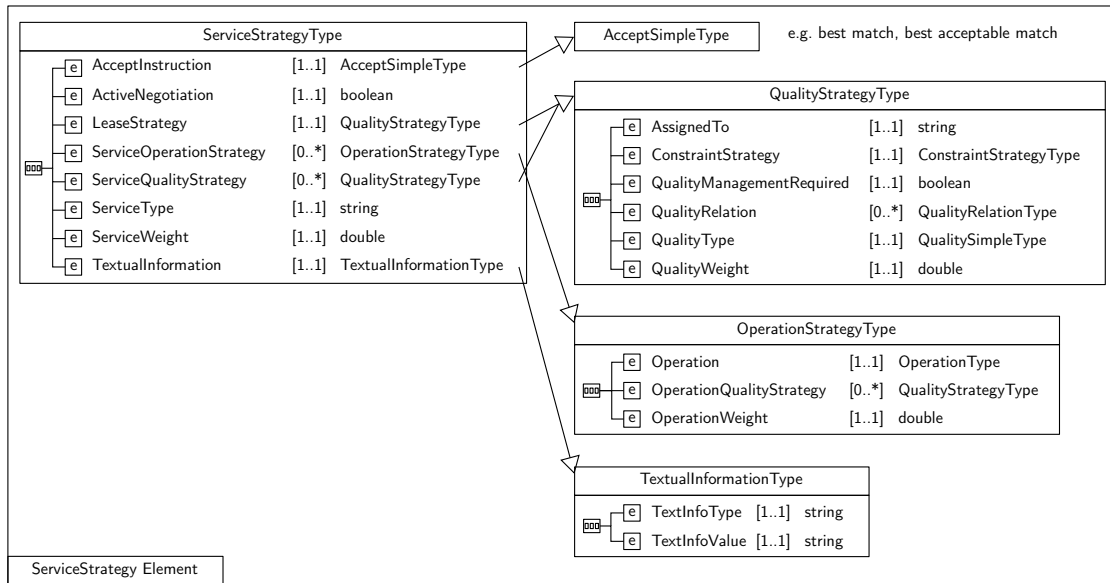 ServiceStrategyType
e AcceptInstruction [1..1] AcceptSimpleType
e ActiveNegotiation [1..1] boolean
e LeaseStrategy [1..1] QualityStrategyType
e ServiceOperationStrategy [0..*] OperationStrategyType
e ServiceQualityStrategy [0..*] QualityStrategyType
e ServiceType [1..1] string
e ServiceWeight [1..1] double
e TextualInformation [1..1] TextualInformationType
AcceptSimpleType
e.g. best match, best acceptable match
QualityStrategyType
e AssignedTo [1..1] string
e ConstraintStrategy [1..1] ConstraintStrategyType
e QualityManagementRequired [1..1] boolean
e QualityRelation [0..*] QualityRelationType
e QualityType [1..1] QualitySimpleType
e QualityWeight [1..1] double
OperationStrategyType
e Operation [1..1] OperationType
e OperationQualityStrategy [0..*] QualityStrategyType
e OperationWeight [1..1] double
TextualInformationType
e TextInfoType [1..1] string
e TextInfoValue [1..1] string
ServiceStrategy Element